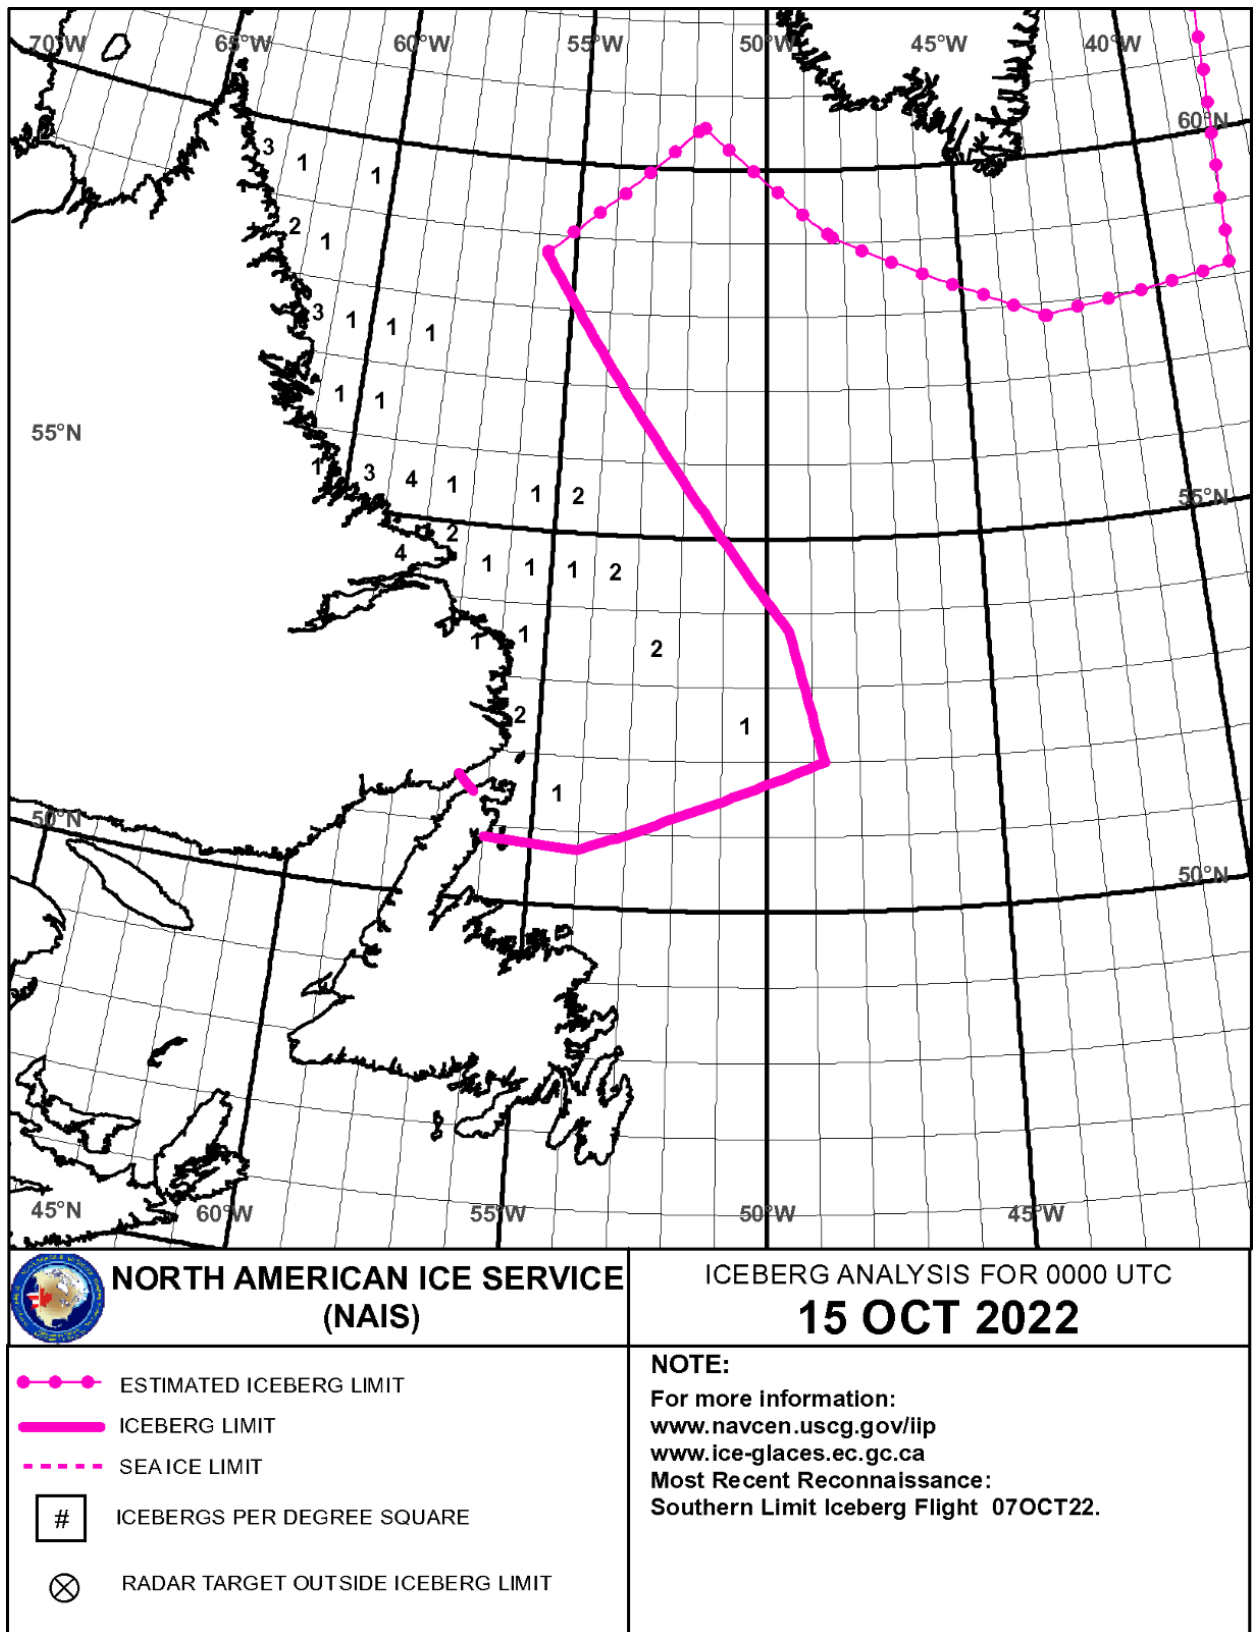 70°W 65°W 60°W 55°W 50°W 45°W 40°W
60°N
3 1 1
2 1
3 1 1 1
1 1
55°N
1 3 4 1 1 2
55°N
2
4 1 1 1 2
1 1 2
2 1
1
50°N
50°N
45°N 60°W 55°W 50°W 45°W
NORTH AMERICAN ICE SERVICE
(NAIS)
ICEBERG ANALYSIS FOR 0000 UTC
15 OCT 2022
ESTIMATED ICEBERG LIMIT
ICEBERG LIMIT
SEA ICE LIMIT
# ICEBERGS PER DEGREE SQUARE
RADAR TARGET OUTSIDE ICEBERG LIMIT
NOTE:
For more information:
www.navcen.uscg.gov/iip
www.ice-glaces.ec.gc.ca
Most Recent Reconnaissance:
Southern Limit Iceberg Flight 07OCT22.